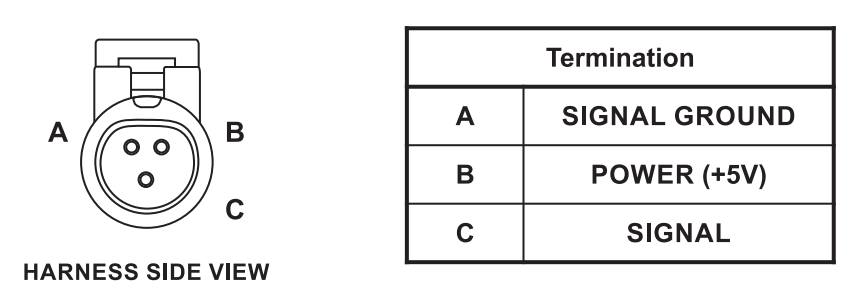 A
B
C
HARNESS SIDE VIEW
Termination
A SIGNAL GROUND
B POWER (+5V)
C SIGNAL